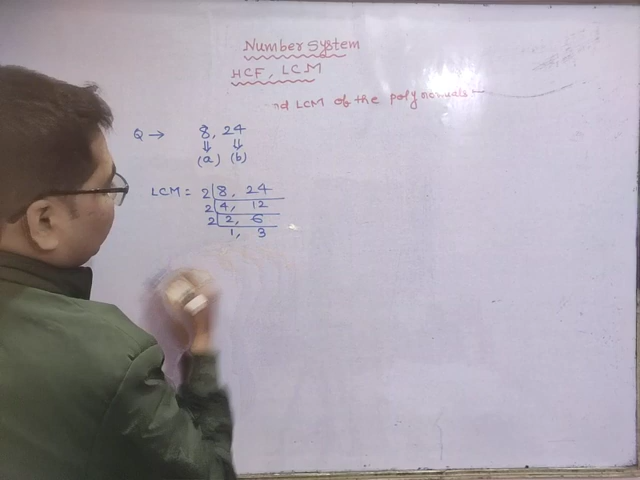 Number System
HCF, LCM
nd LCM of the polynomials -
Q → 8, 24
⇓ ⇓
(a) (b)
LCM = 2 | 8, 24
2 | 4, 12
2 | 2, 6
1, 3